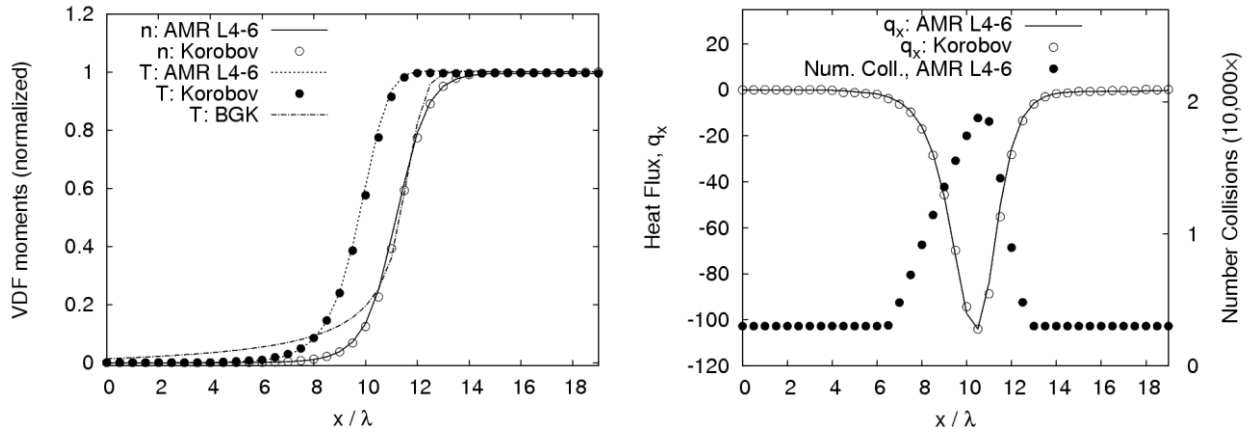 VDF moments (normalized)
1.2
1
0.8
0.6
0.4
0.2
0
n: AMR L4-6
n: Korobov
T: AMR L4-6
T: Korobov
T: BGK
0 2 4 6 8 10 12 14 16 18
x / λ
Heat Flux, qₓ
20
0
-20
-40
-60
-80
-100
-120
qₓ: AMR L4-6
qₓ: Korobov
Num. Coll., AMR L4-6
2
1
0
Number Collisions (10,000×)
0 2 4 6 8 10 12 14 16 18
x / λ